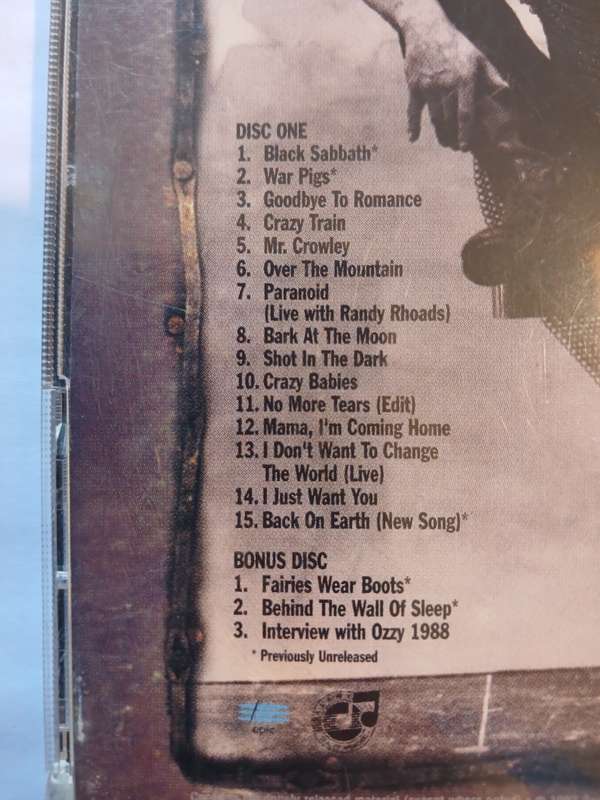 DISC ONE
1. Black Sabbath*
2. War Pigs*
3. Goodbye To Romance
4. Crazy Train
5. Mr. Crowley
6. Over The Mountain
7. Paranoid
(Live with Randy Rhoads)
8. Bark At The Moon
9. Shot In The Dark
10. Crazy Babies
11. No More Tears (Edit)
12. Mama, I'm Coming Home
13. I Don't Want To Change
The World (Live)
14. I Just Want You
15. Back On Earth (New Song)*
BONUS DISC
1. Fairies Wear Boots*
2. Behind The Wall Of Sleep*
3. Interview with Ozzy 1988
* Previously Unreleased
epic
released material